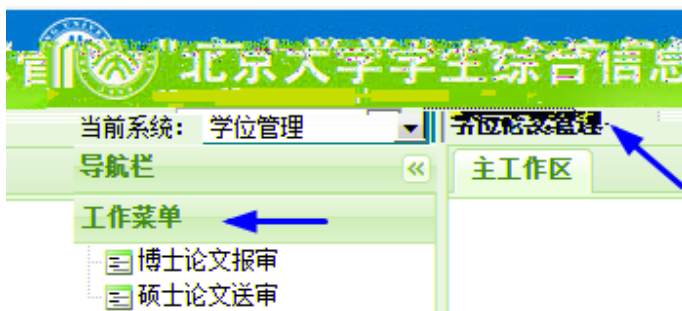 北京大学学生综合信息
当前系统： 学位管理
导航栏
主工作区
工作菜单
博士论文报审
硕士论文送审